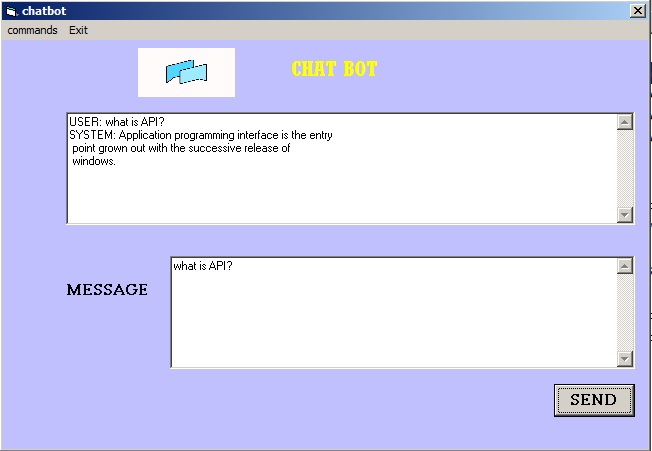 chatbot
commands Exit
CHAT BOT
USER: what is API?
SYSTEM: Application programming interface is the entry
point grown out with the successive release of
windows.
MESSAGE
what is API?
SEND